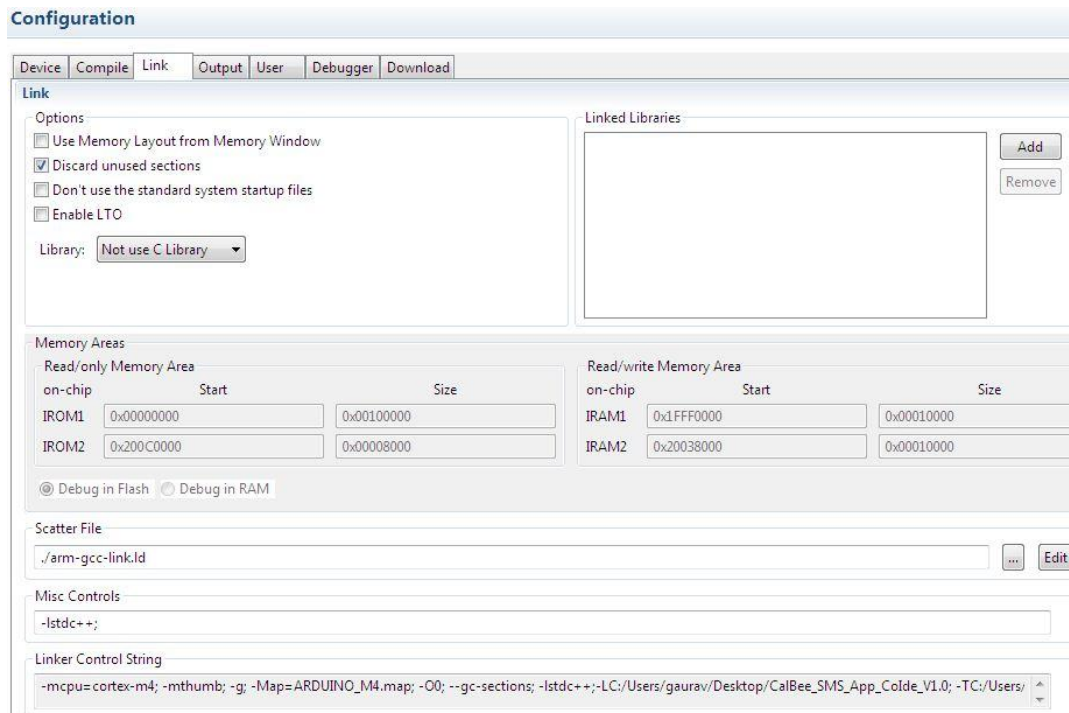 Configuration
Device Compile Link Output User Debugger Download
Link
Options
Use Memory Layout from Memory Window
Discard unused sections
Don't use the standard system startup files
Enable LTO
Library: Not use C Library
Linked Libraries
Add
Remove
Memory Areas
Read/only Memory Area
on-chip Start Size
IROM1 0x00000000 0x00100000
IROM2 0x200C0000 0x00008000
Read/write Memory Area
on-chip Start Size
IRAM1 0x1FFF0000 0x00010000
IRAM2 0x20038000 0x00010000
Debug in Flash Debug in RAM
Scatter File
./arm-gcc-link.ld ... Edit
Misc Controls
-lstdc++;
Linker Control String
-mcpu=cortex-m4; -mthumb; -g; -Map=ARDUINO_M4.map; -O0; --gc-sections; -lstdc++;-LC:/Users/gaurav/Desktop/CalBee_SMS_App_CoIde_V1.0; -TC:/Users/